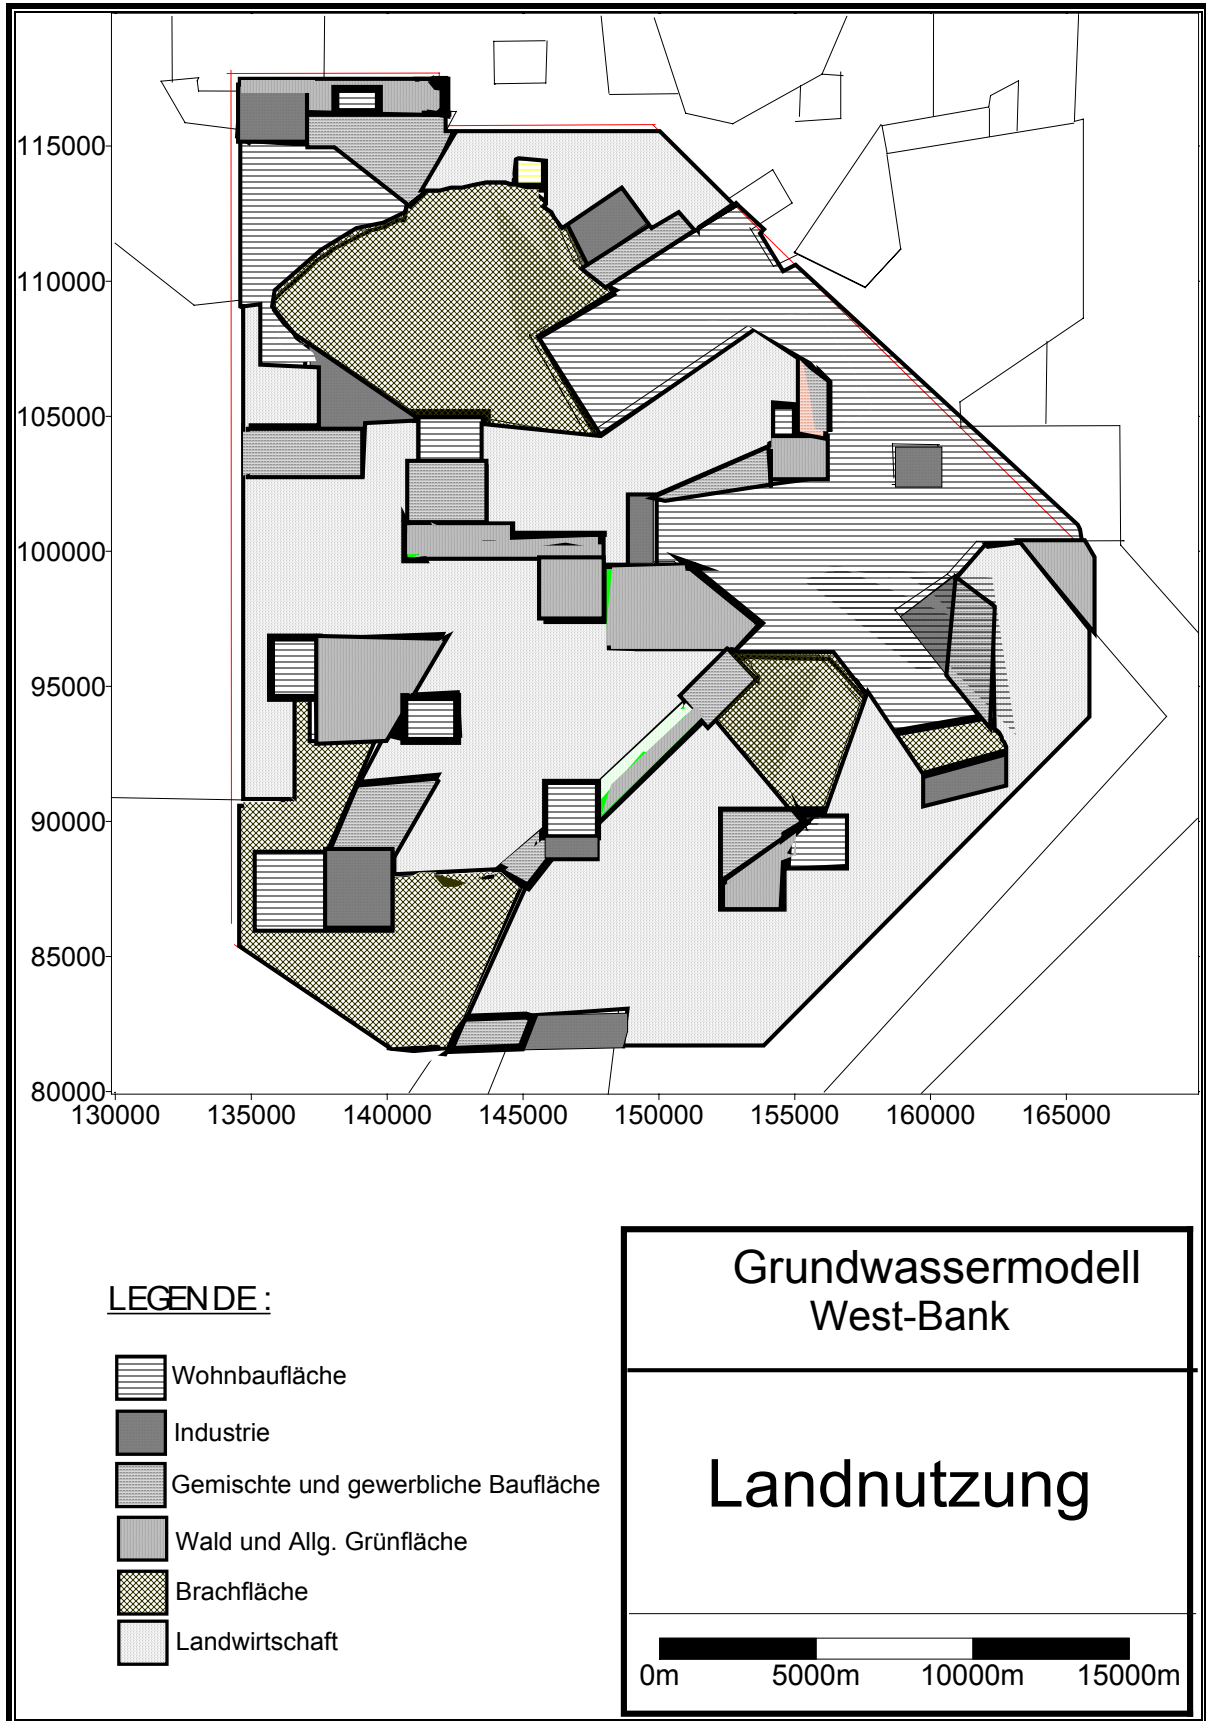 115000
110000
105000
100000
95000
90000
85000
80000
130000 135000 140000 145000 150000 155000 160000 165000
LEGENDE :
Wohnbaufläche
Industrie
Gemischte und gewerbliche Baufläche
Wald und Allg. Grünfläche
Brachfläche
Landwirtschaft
Grundwassermodell
West-Bank
Landnutzung
0m 5000m 10000m 15000m